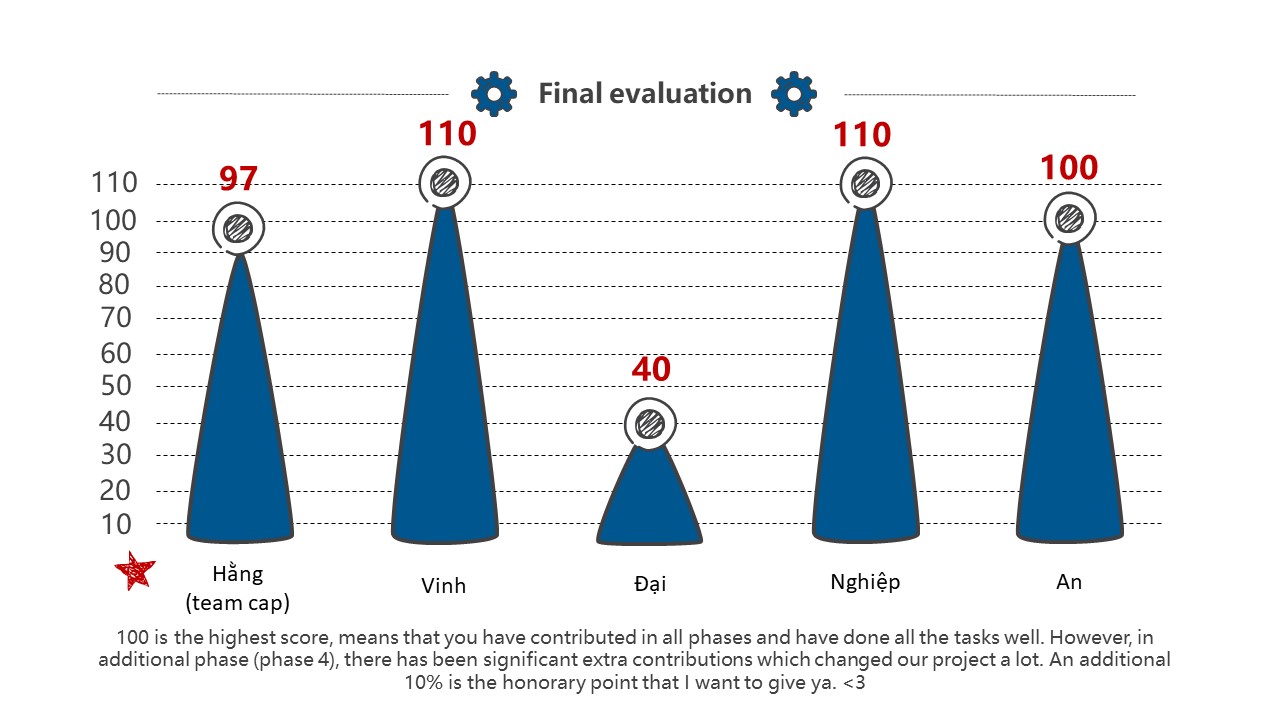 Final evaluation
110
110
97
100
40
110
100
90
80
70
60
50
40
30
20
10
Hằng
(team cap)
Vinh
Đại
Nghiệp
An
100 is the highest score, means that you have contributed in all phases and have done all the tasks well. However, in
additional phase (phase 4), there has been significant extra contributions which changed our project a lot. An additional
10% is the honorary point that I want to give ya. <3